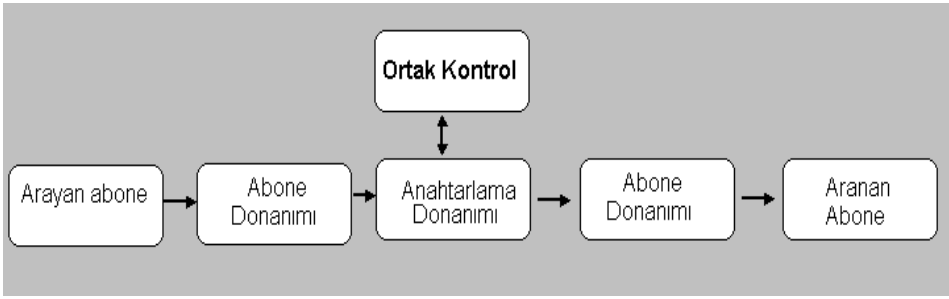 Ortak Kontrol
Arayan abone
Abone
Donanımı
Anahtarlama
Donanımı
Abone
Donanımı
Aranan
Abone